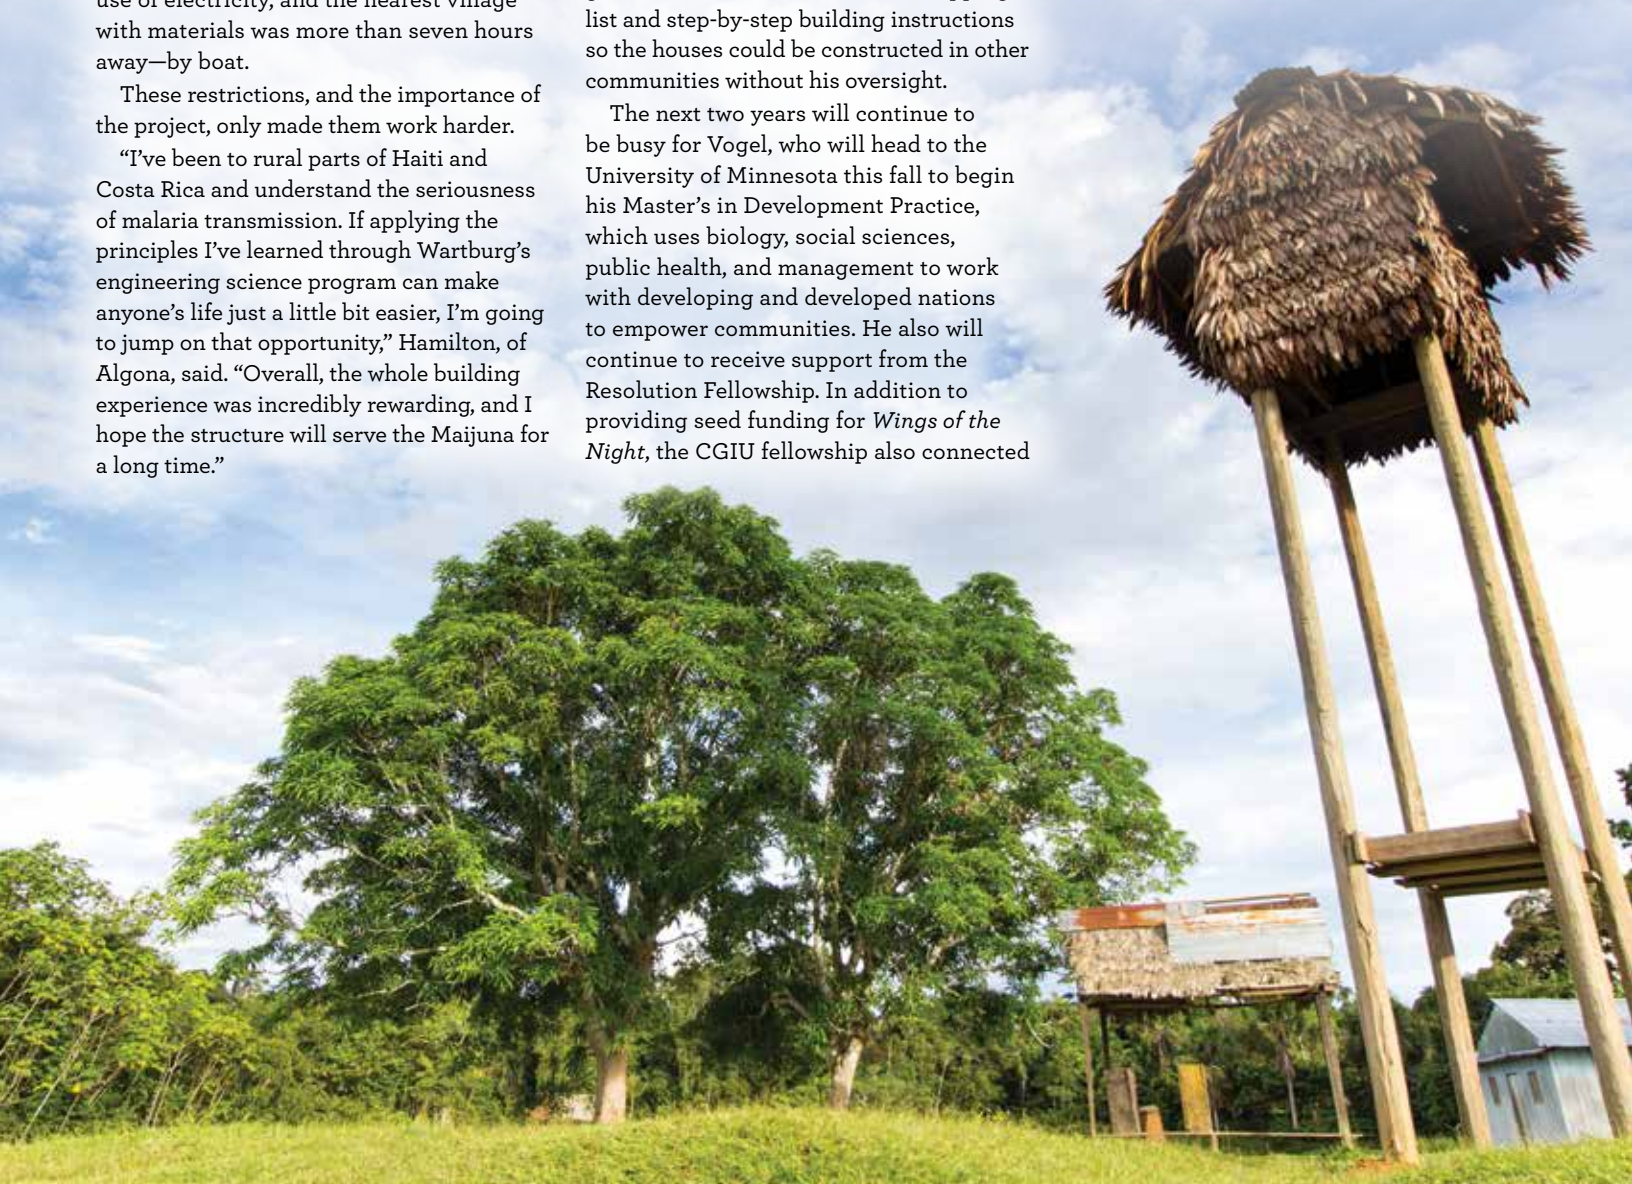 use of electricity, and the nearest village
with materials was more than seven hours
away—by boat.
These restrictions, and the importance of
the project, only made them work harder.
“I’ve been to rural parts of Haiti and
Costa Rica and understand the seriousness
of malaria transmission. If applying the
principles I’ve learned through Wartburg’s
engineering science program can make
anyone’s life just a little bit easier, I’m going
to jump on that opportunity,” Hamilton, of
Algona, said. “Overall, the whole building
experience was incredibly rewarding, and I
hope the structure will serve the Maijuna for
a long time.”
list and step-by-step building instructions
so the houses could be constructed in other
communities without his oversight.
The next two years will continue to
be busy for Vogel, who will head to the
University of Minnesota this fall to begin
his Master’s in Development Practice,
which uses biology, social sciences,
public health, and management to work
with developing and developed nations
to empower communities. He also will
continue to receive support from the
Resolution Fellowship. In addition to
providing seed funding for Wings of the
Night, the CGIU fellowship also connected